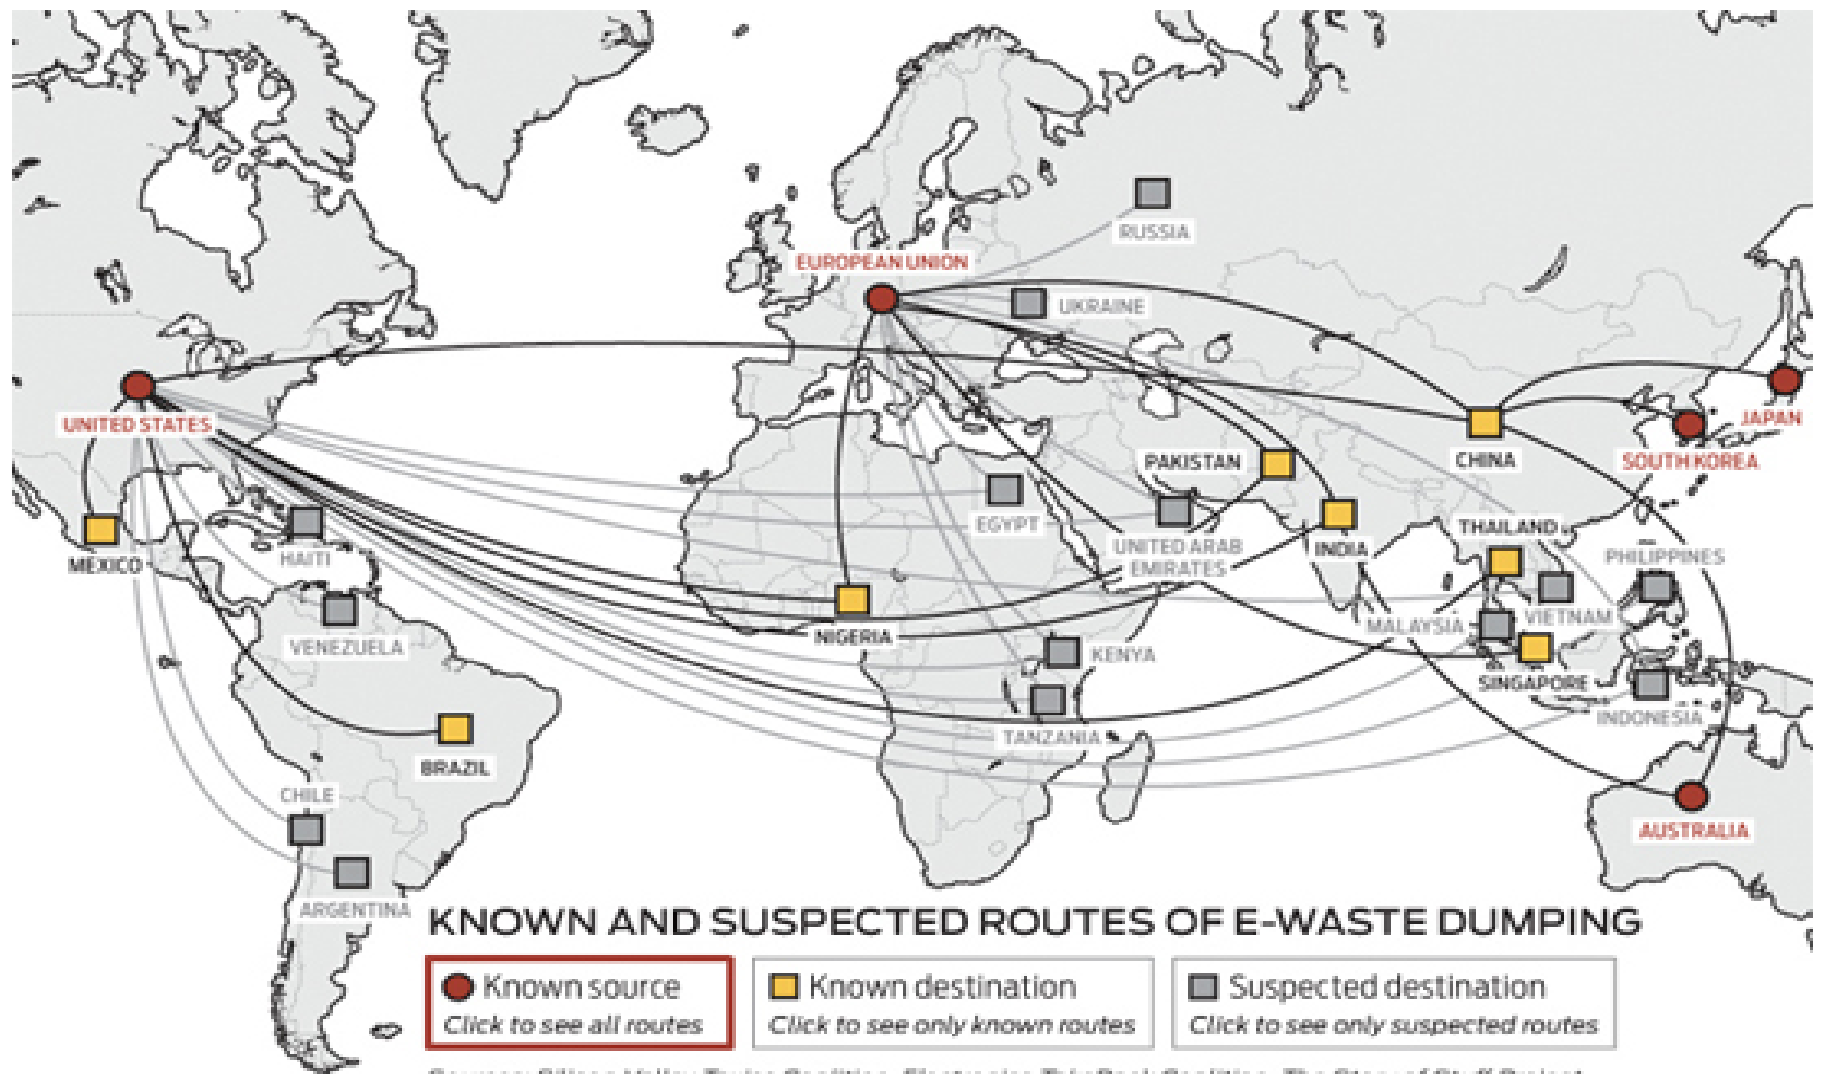 RUSSIA
EUROPEAN UNION
UKRAINE
UNITED STATES
JAPAN
PAKISTAN
CHINA
SOUTH KOREA
EGYPT
THAILAND
MEXICO
HAITI
UNITED ARAB
EMIRATES
INDIA
PHILIPPINES
VENEZUELA
NIGERIA
MALAYSIA
VIETNAM
KENYA
SINGAPORE
INDONESIA
TANZANIA
BRAZIL
CHILE
AUSTRALIA
ARGENTINA
KNOWN AND SUSPECTED ROUTES OF E-WASTE DUMPING
Known source
Click to see all routes
Known destination
Click to see only known routes
Suspected destination
Click to see only suspected routes